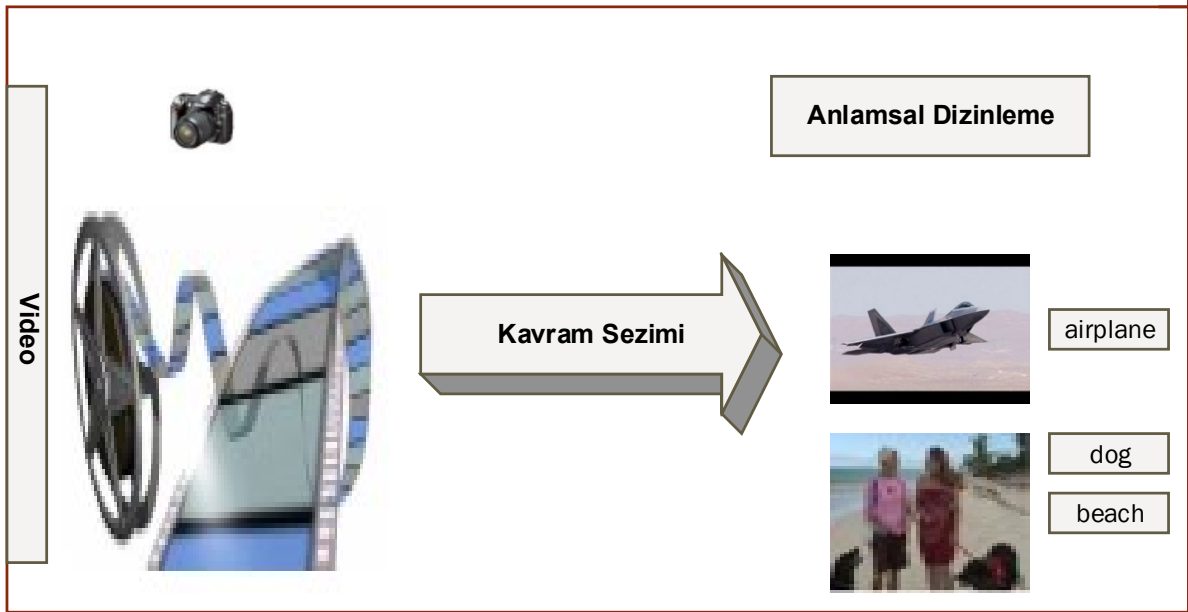 Video
Anlamsal Dizinleme
Kavram Sezimi
airplane
dog
beach